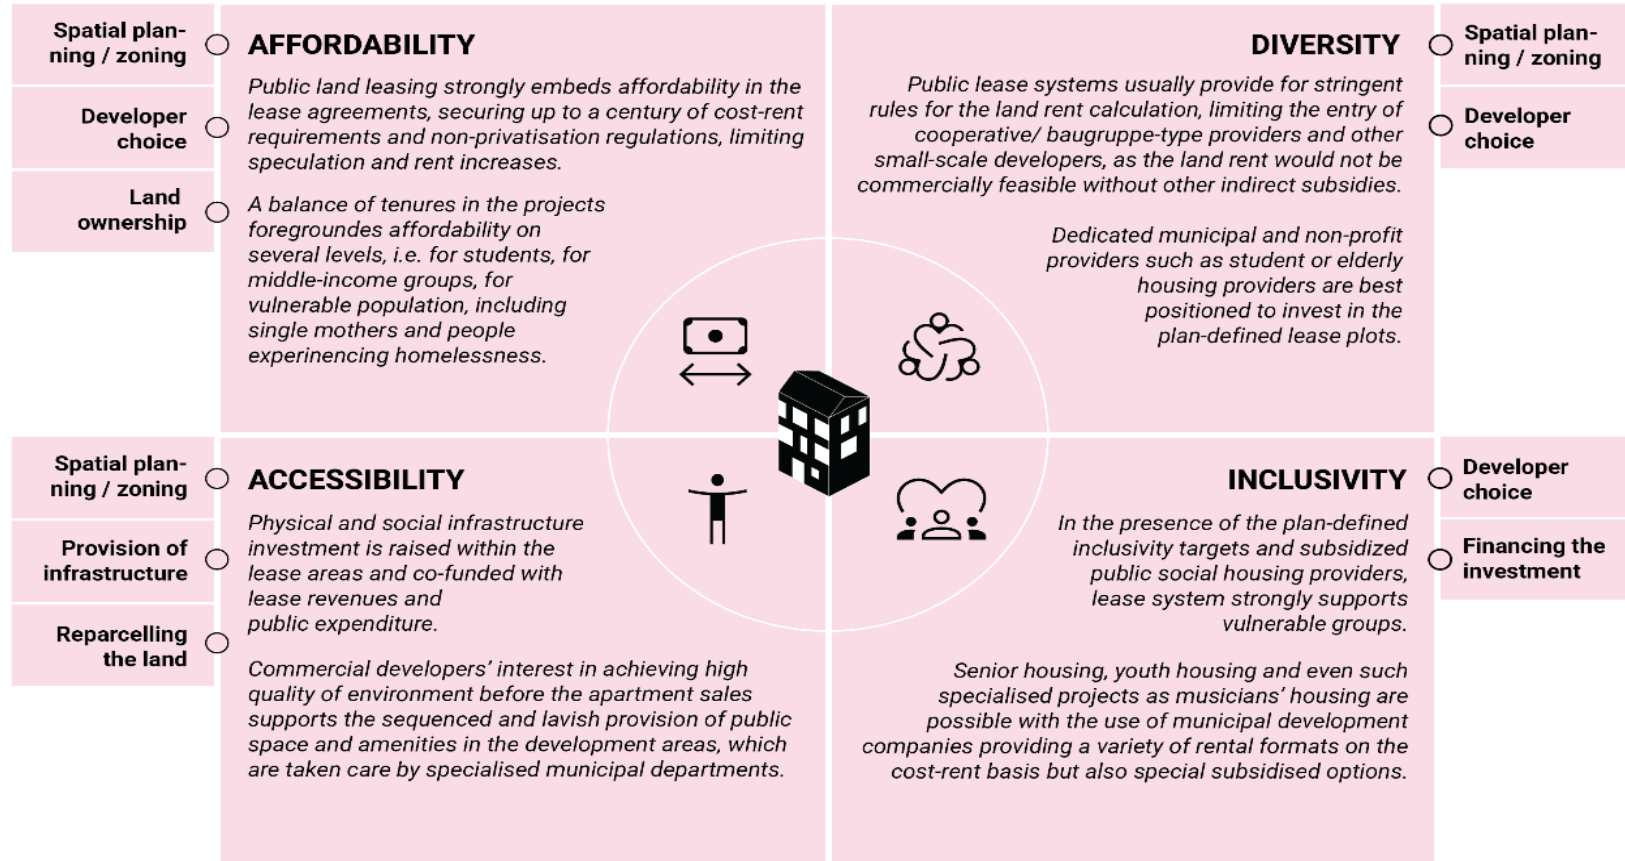 Spatial plan-
ning / zoning
Developer
choice
Land
ownership
AFFORDABILITY
Public land leasing strongly embeds affordability in the
lease agreements, securing up to a century of cost-rent
requirements and non-privatisation regulations, limiting
speculation and rent increases.
A balance of tenures in the projects
foregroundes affordability on
several levels, i.e. for students, for
middle-income groups, for
vulnerable population, including
single mothers and people
experinencing homelessness.
DIVERSITY
Public lease systems usually provide for stringent
rules for the land rent calculation, limiting the entry of
cooperative/ baugruppe-type providers and other
small-scale developers, as the land rent would not be
commercially feasible without other indirect subsidies.
Dedicated municipal and non-profit
providers such as student or elderly
housing providers are best
positioned to invest in the
plan-defined lease plots.
Spatial plan-
ning / zoning
Developer
choice
Spatial plan-
ning / zoning
Provision of
infrastructure
Reparcelling
the land
ACCESSIBILITY
Physical and social infrastructure
investment is raised within the
lease areas and co-funded with
lease revenues and
public expenditure.
Commercial developers' interest in achieving high
quality of environment before the apartment sales
supports the sequenced and lavish provision of public
space and amenities in the development areas, which
are taken care by specialised municipal departments.
INCLUSIVITY
In the presence of the plan-defined
inclusivity targets and subsidized
public social housing providers,
lease system strongly supports
vulnerable groups.
Senior housing, youth housing and even such
specialised projects as musicians' housing are
possible with the use of municipal development
companies providing a variety of rental formats on the
cost-rent basis but also special subsidised options.
Developer
choice
Financing the
investment